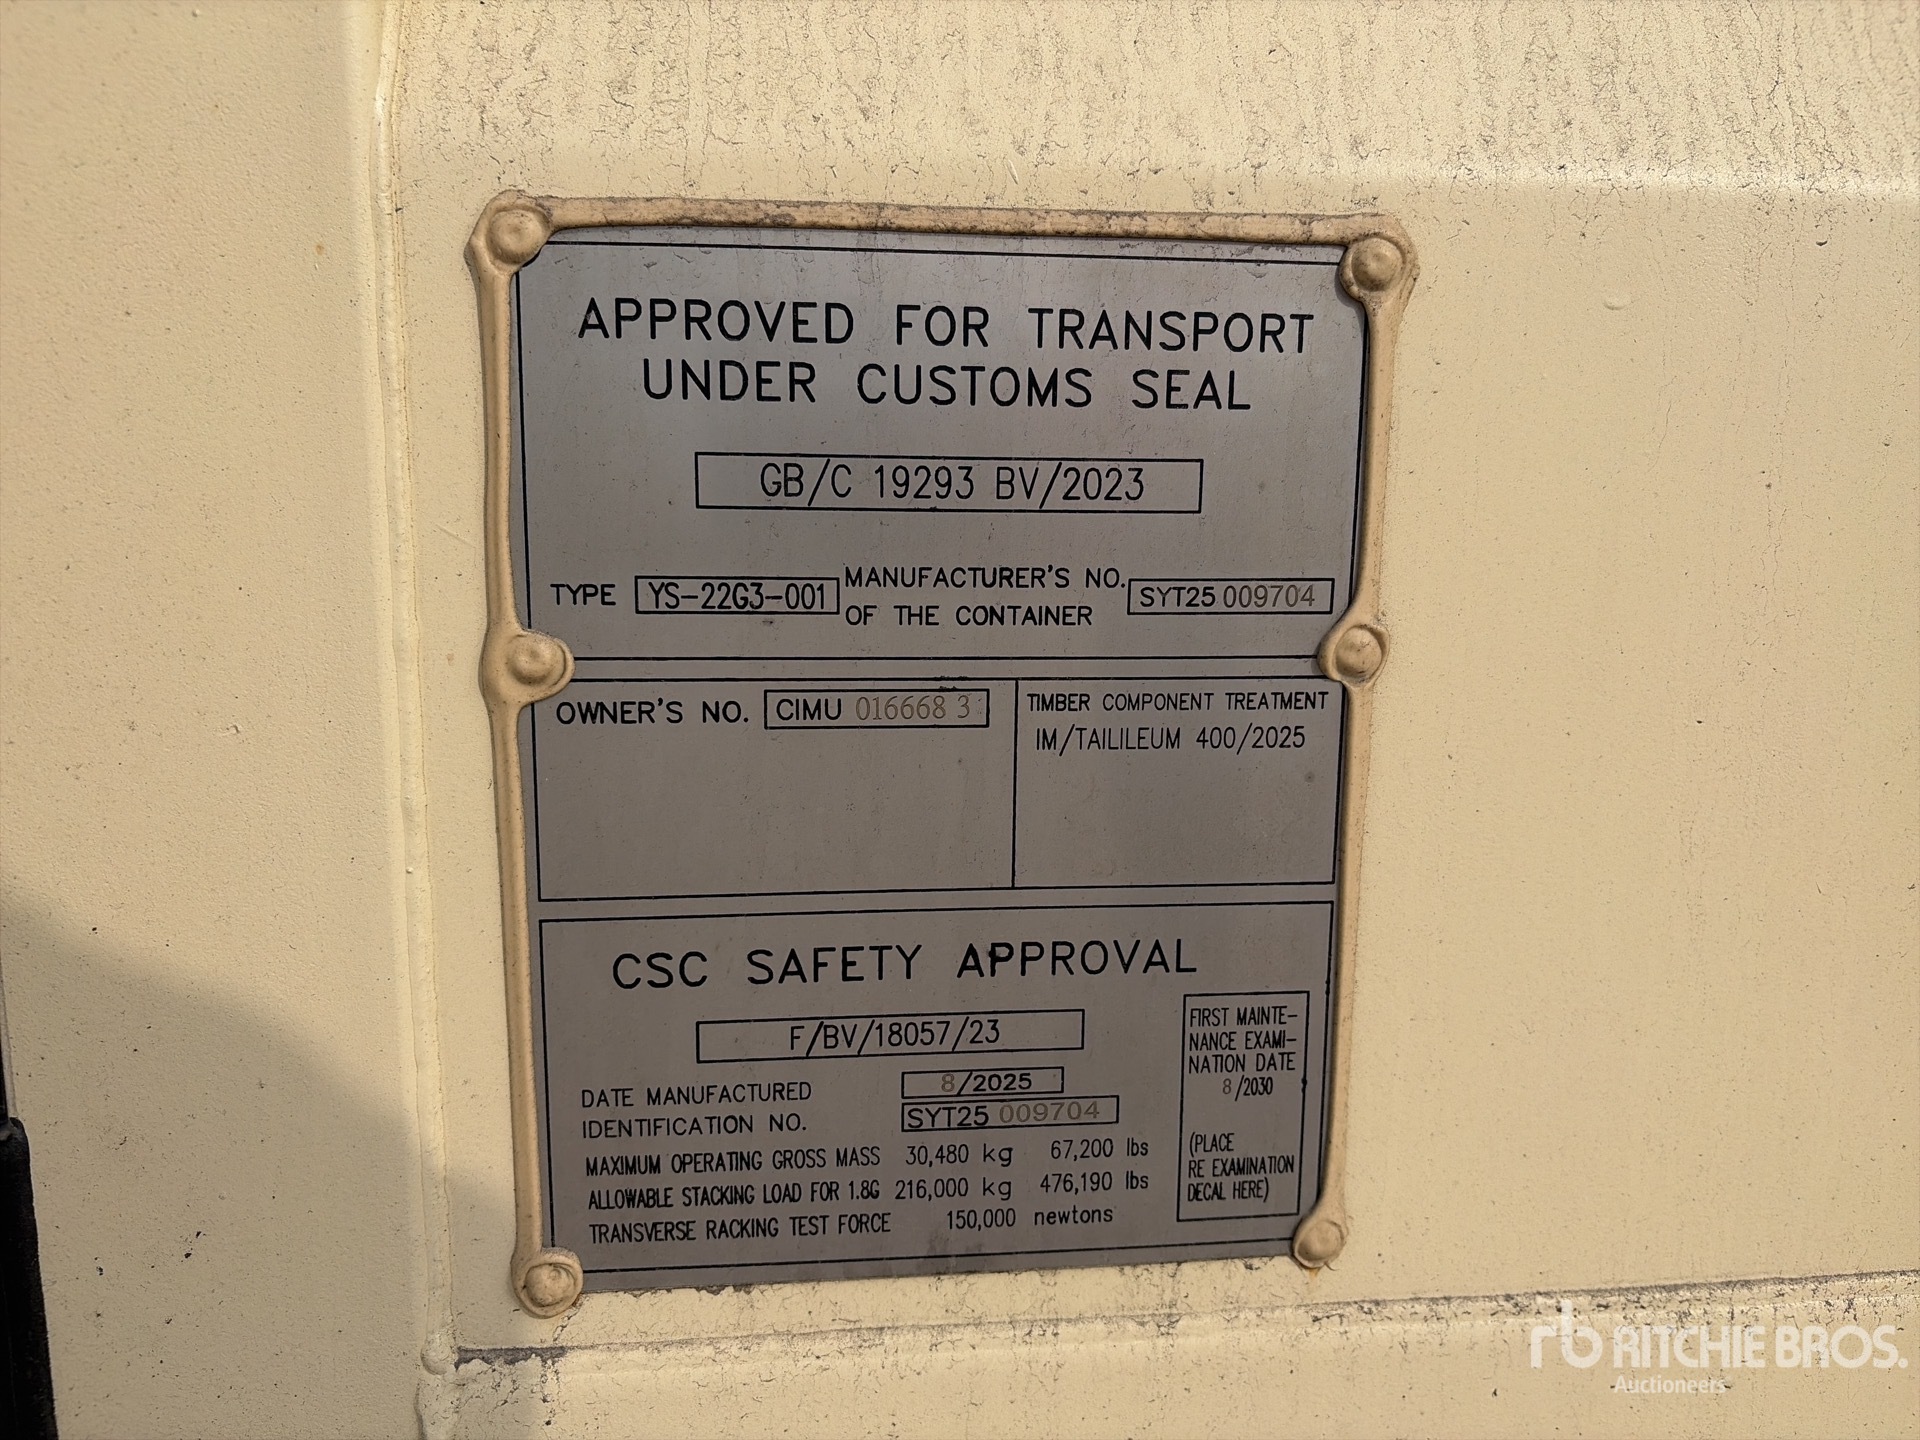 APPROVED FOR TRANSPORT
UNDER CUSTOMS SEAL
GB/C 19293 BV/2023
TYPE YS-22G3-001 MANUFACTURER'S NO. OF THE CONTAINER SYT25 009704
OWNER'S NO. CIMU 016668 3
TIMBER COMPONENT TREATMENT
IM/TAILILEUM 400/2025
CSC SAFETY APPROVAL
F/BV/18057/23
DATE MANUFACTURED 8/2025
IDENTIFICATION NO. SYT25 009704
MAXIMUM OPERATING GROSS MASS 30,480 kg 67,200 lbs
ALLOWABLE STACKING LOAD FOR 1.8G 216,000 kg 476,190 lbs
TRANSVERSE RACKING TEST FORCE 150,000 newtons
FIRST MAINTE-
NANCE EXAMI-
NATION DATE
8/2030
(PLACE
RE EXAMINATION
DECAL HERE)
rb RITCHIE BROS.
Auctioneers